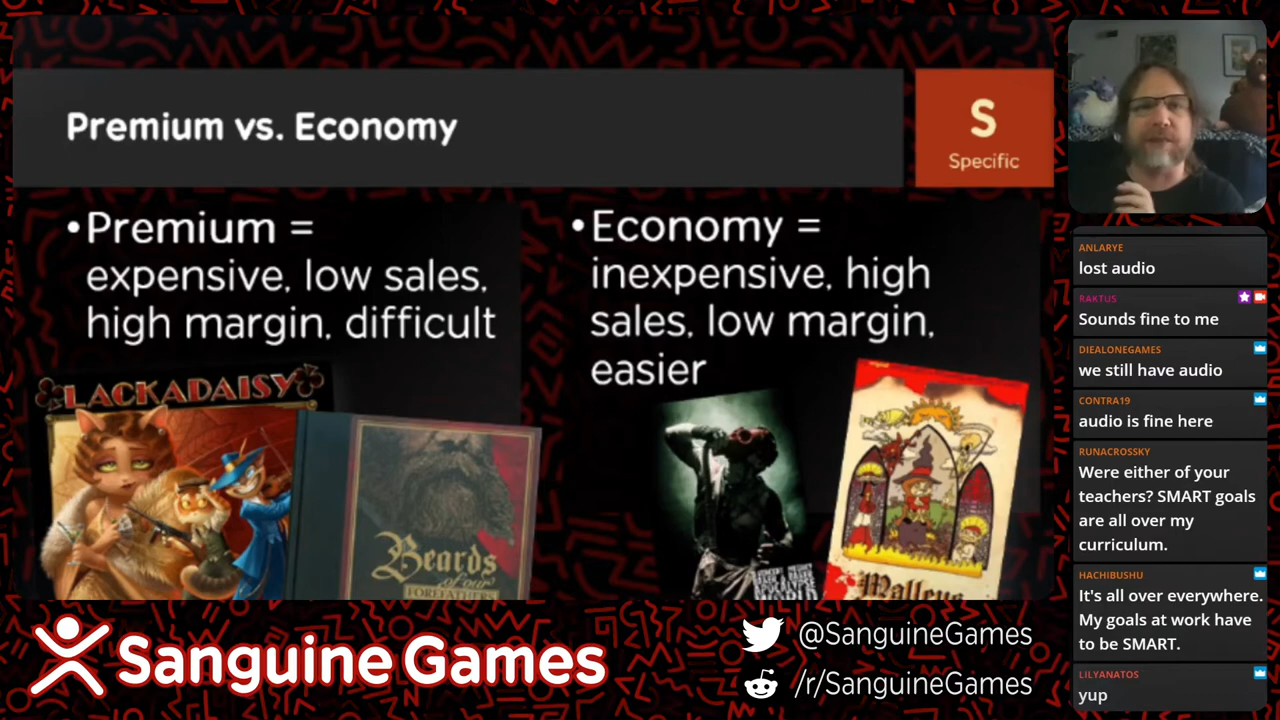 Premium vs. Economy
S
Specific
•Premium =
expensive, low sales,
high margin, difficult
•Economy =
inexpensive, high
sales, low margin,
easier
LACKADAISY
Beards
of our
FOREFATHERS
Sanguine Games
@SanguineGames
/r/SanguineGames
ANLARYE
lost audio
RAKTUS
Sounds fine to me
DIEALONEGAMES
we still have audio
CONTRA19
audio is fine here
RUNACROSSKY
Were either of your
teachers? SMART goals
are all over my
curriculum.
HACHIBUSHU
It's all over everywhere.
My goals at work have
to be SMART.
LILYANATOS
yup